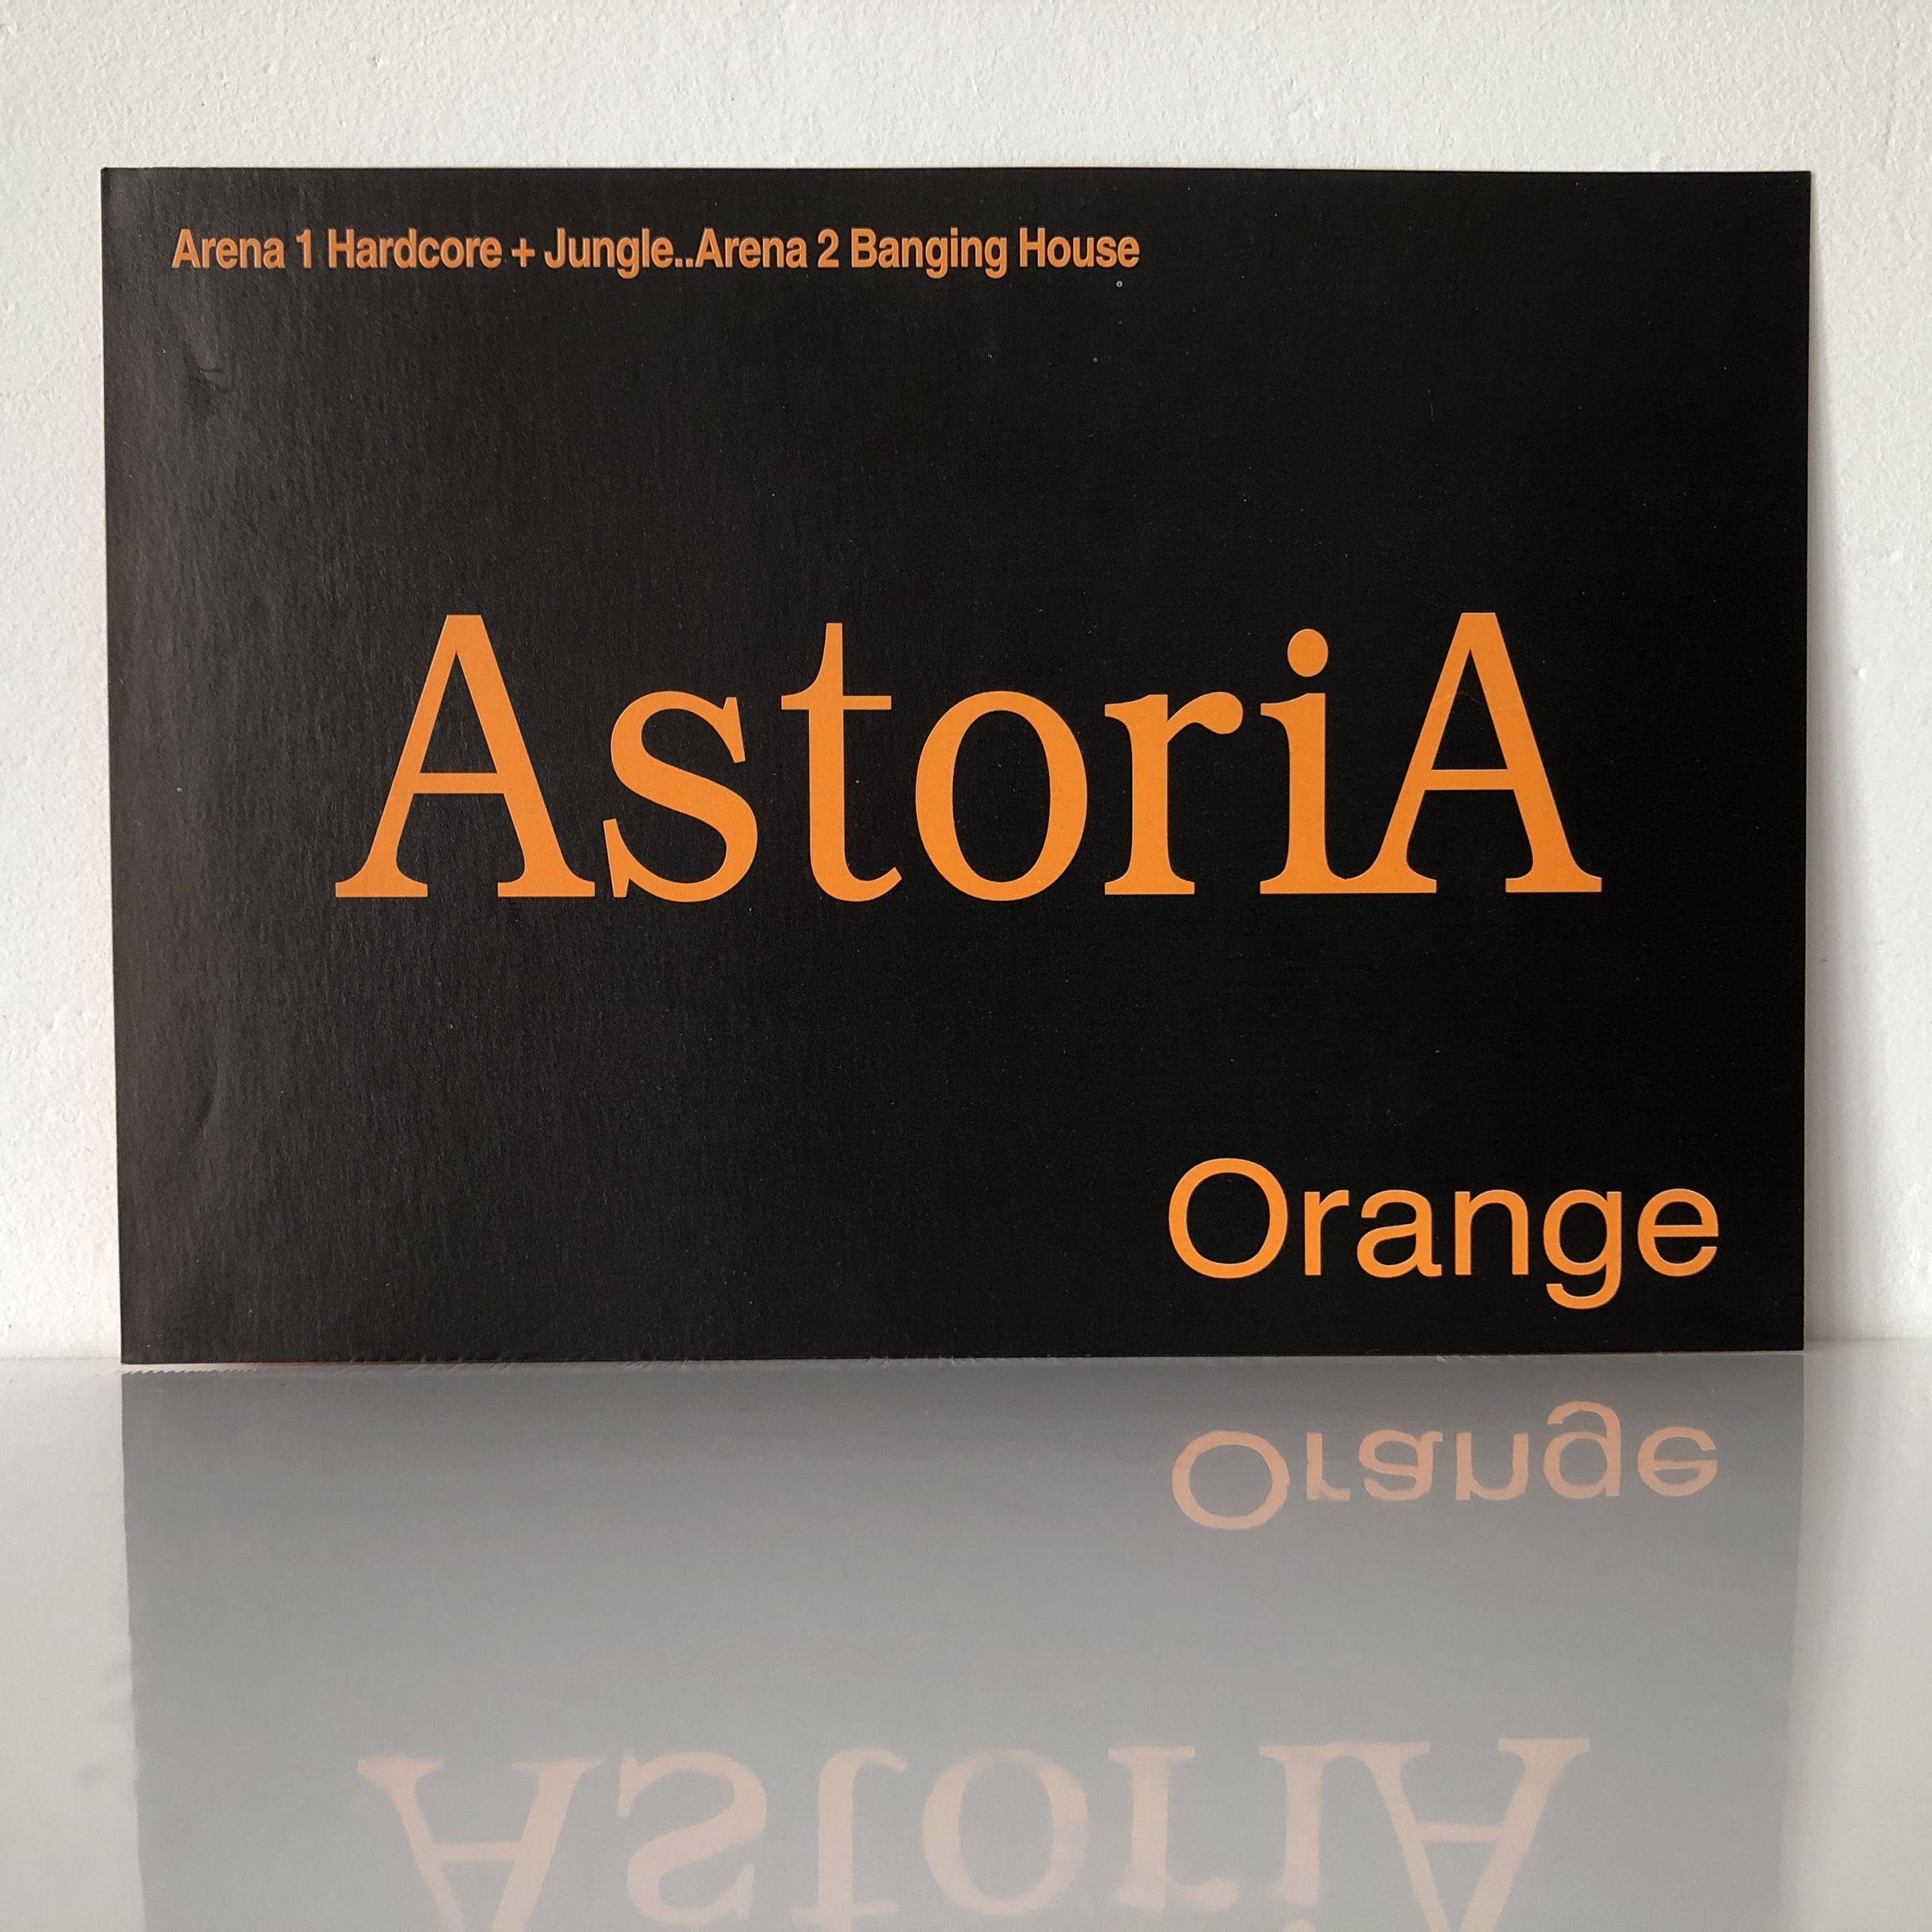 Arena 1 Hardcore + Jungle..Arena 2 Banging House
AstoriA
Orange